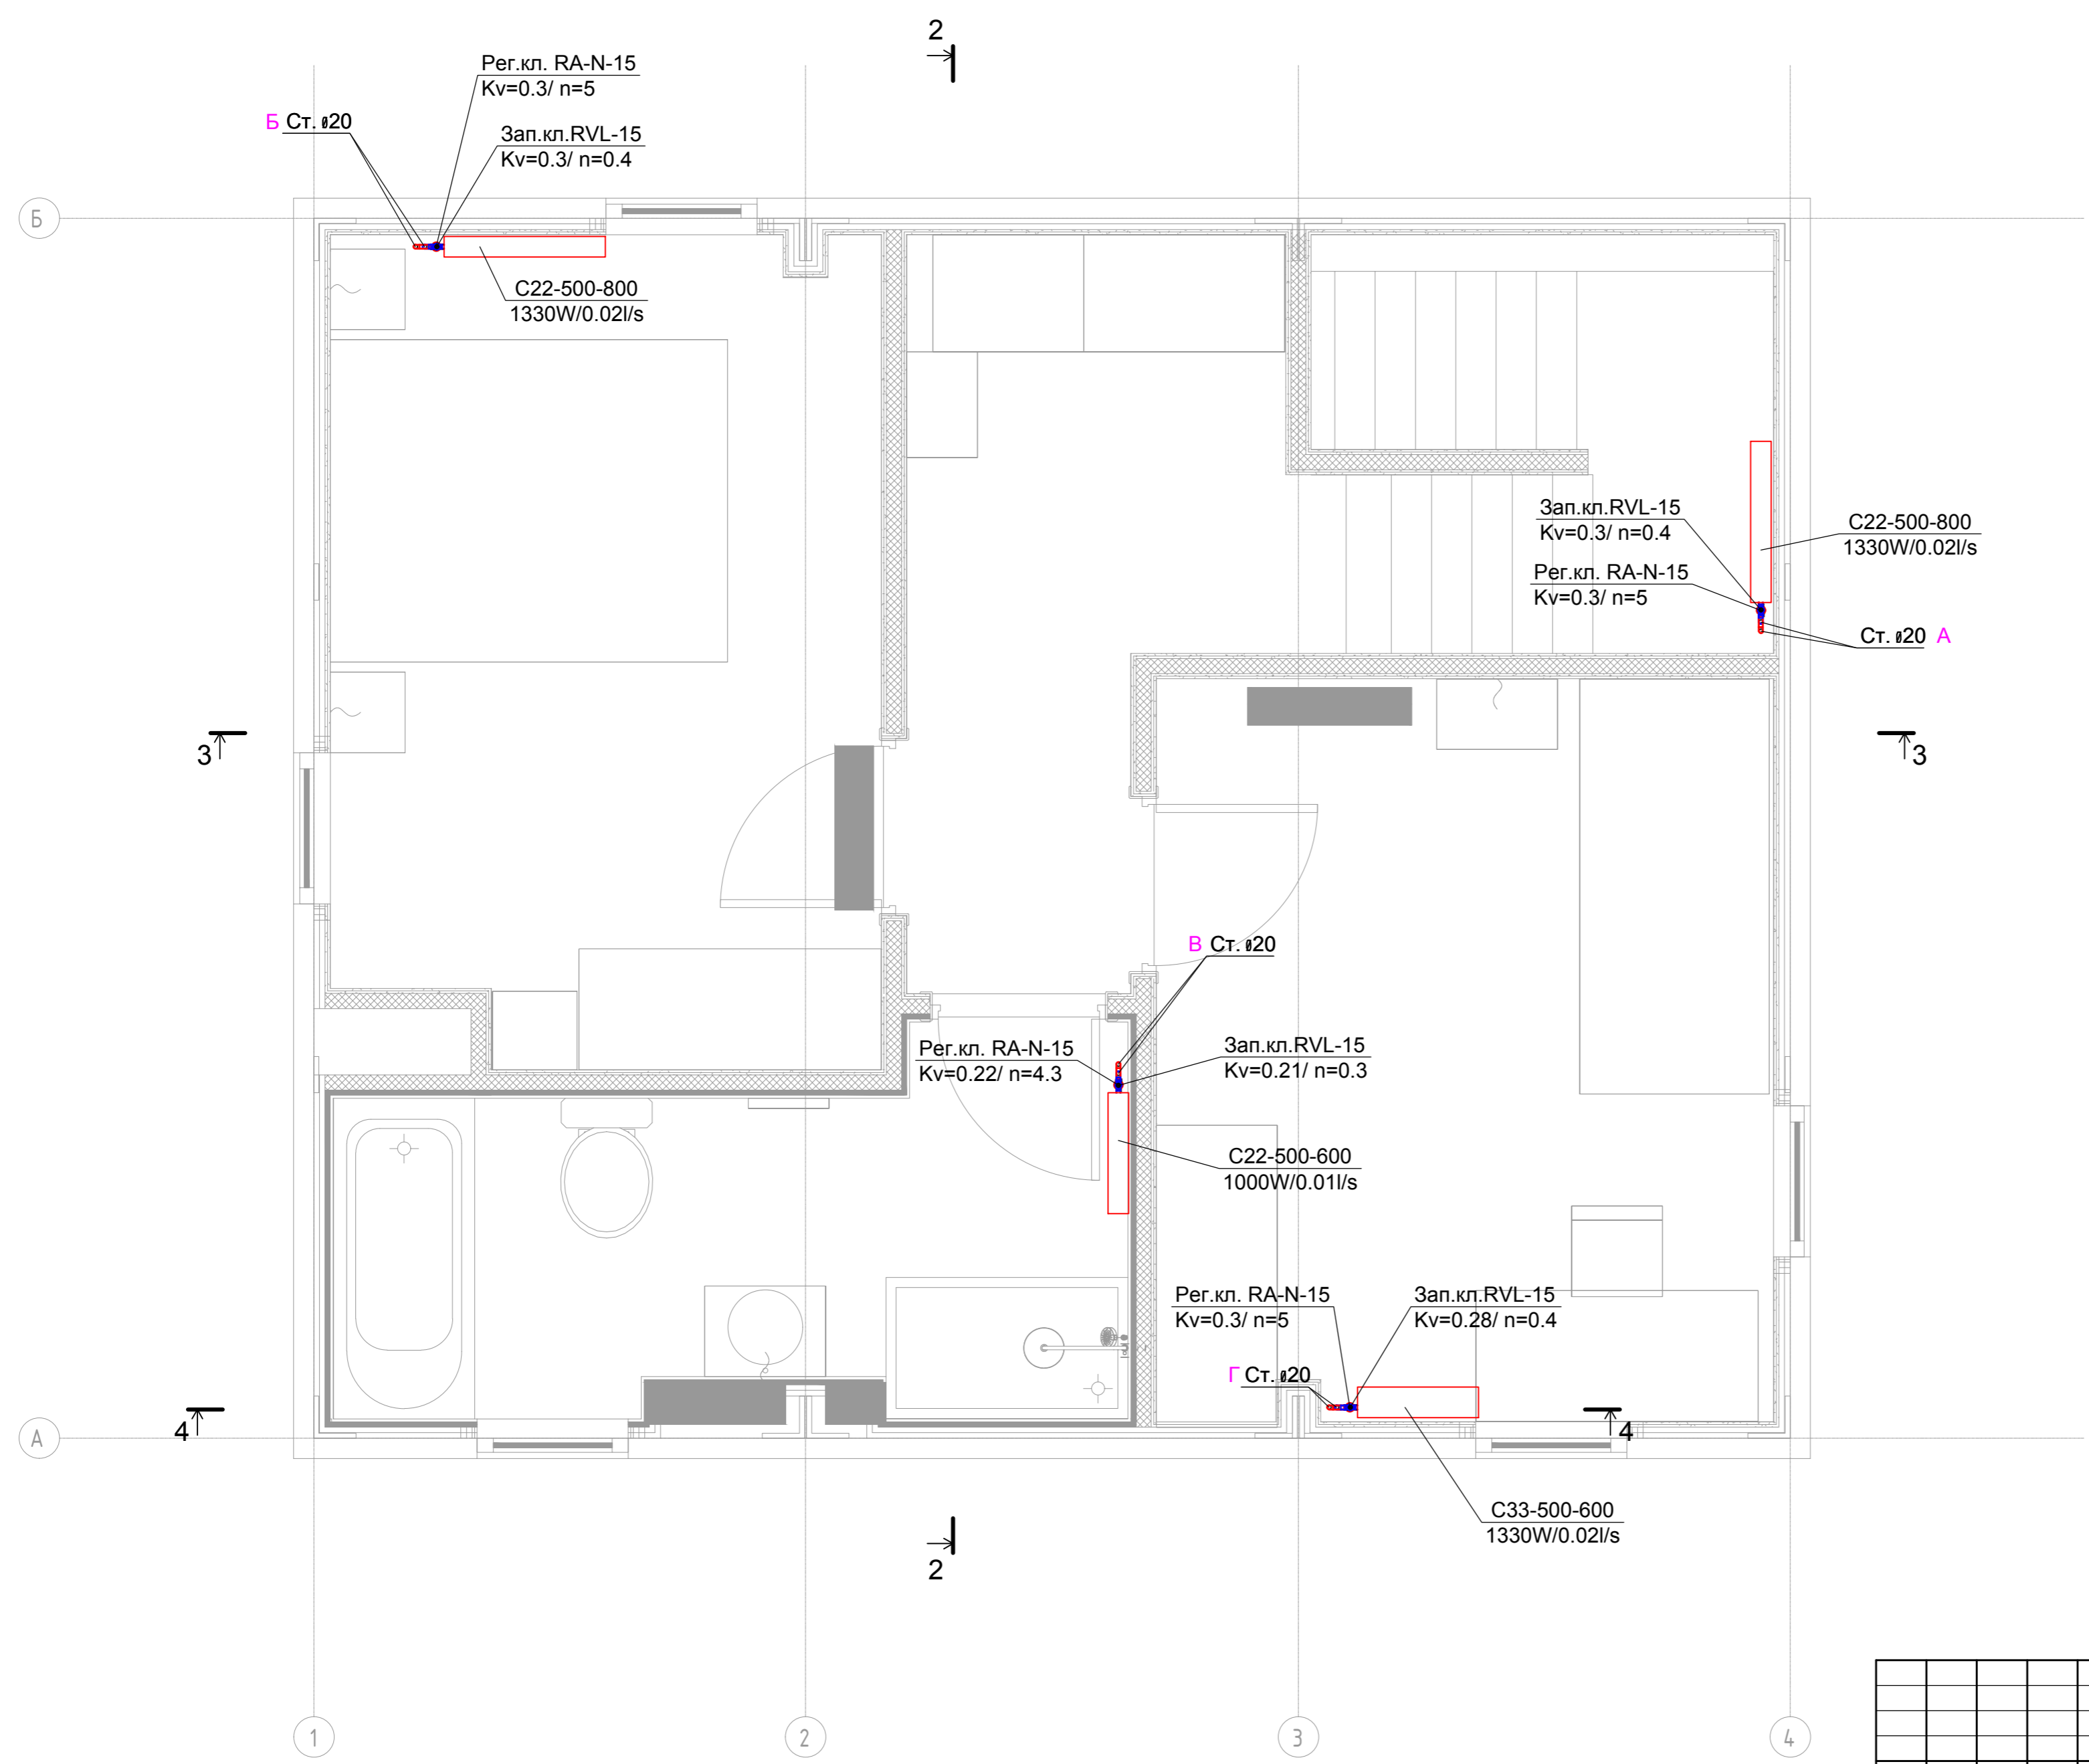 2
Рег.кл. RA-N-15
Kv=0.3/ n=5
Б Ст. ø20
Зап.кл.RVL-15
Kv=0.3/ n=0.4
Б
C22-500-800
1330W/0.02l/s
Зап.кл.RVL-15
Kv=0.3/ n=0.4
C22-500-800
1330W/0.02l/s
Рег.кл. RA-N-15
Kv=0.3/ n=5
Ст. ø20 А
3
3
В Ст. ø20
Рег.кл. RA-N-15
Kv=0.22/ n=4.3
Зап.кл.RVL-15
Kv=0.21/ n=0.3
C22-500-600
1000W/0.01l/s
Рег.кл. RA-N-15
Kv=0.3/ n=5
Зап.кл.RVL-15
Kv=0.28/ n=0.4
Г Ст. ø20
4
4
А
C33-500-600
1330W/0.02l/s
2
1
2
3
4